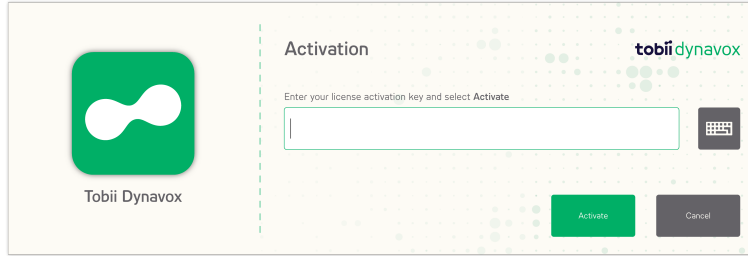 Activation
tobii dynavox
Enter your license activation key and select Activate
Tobii Dynavox
Activate
Cancel